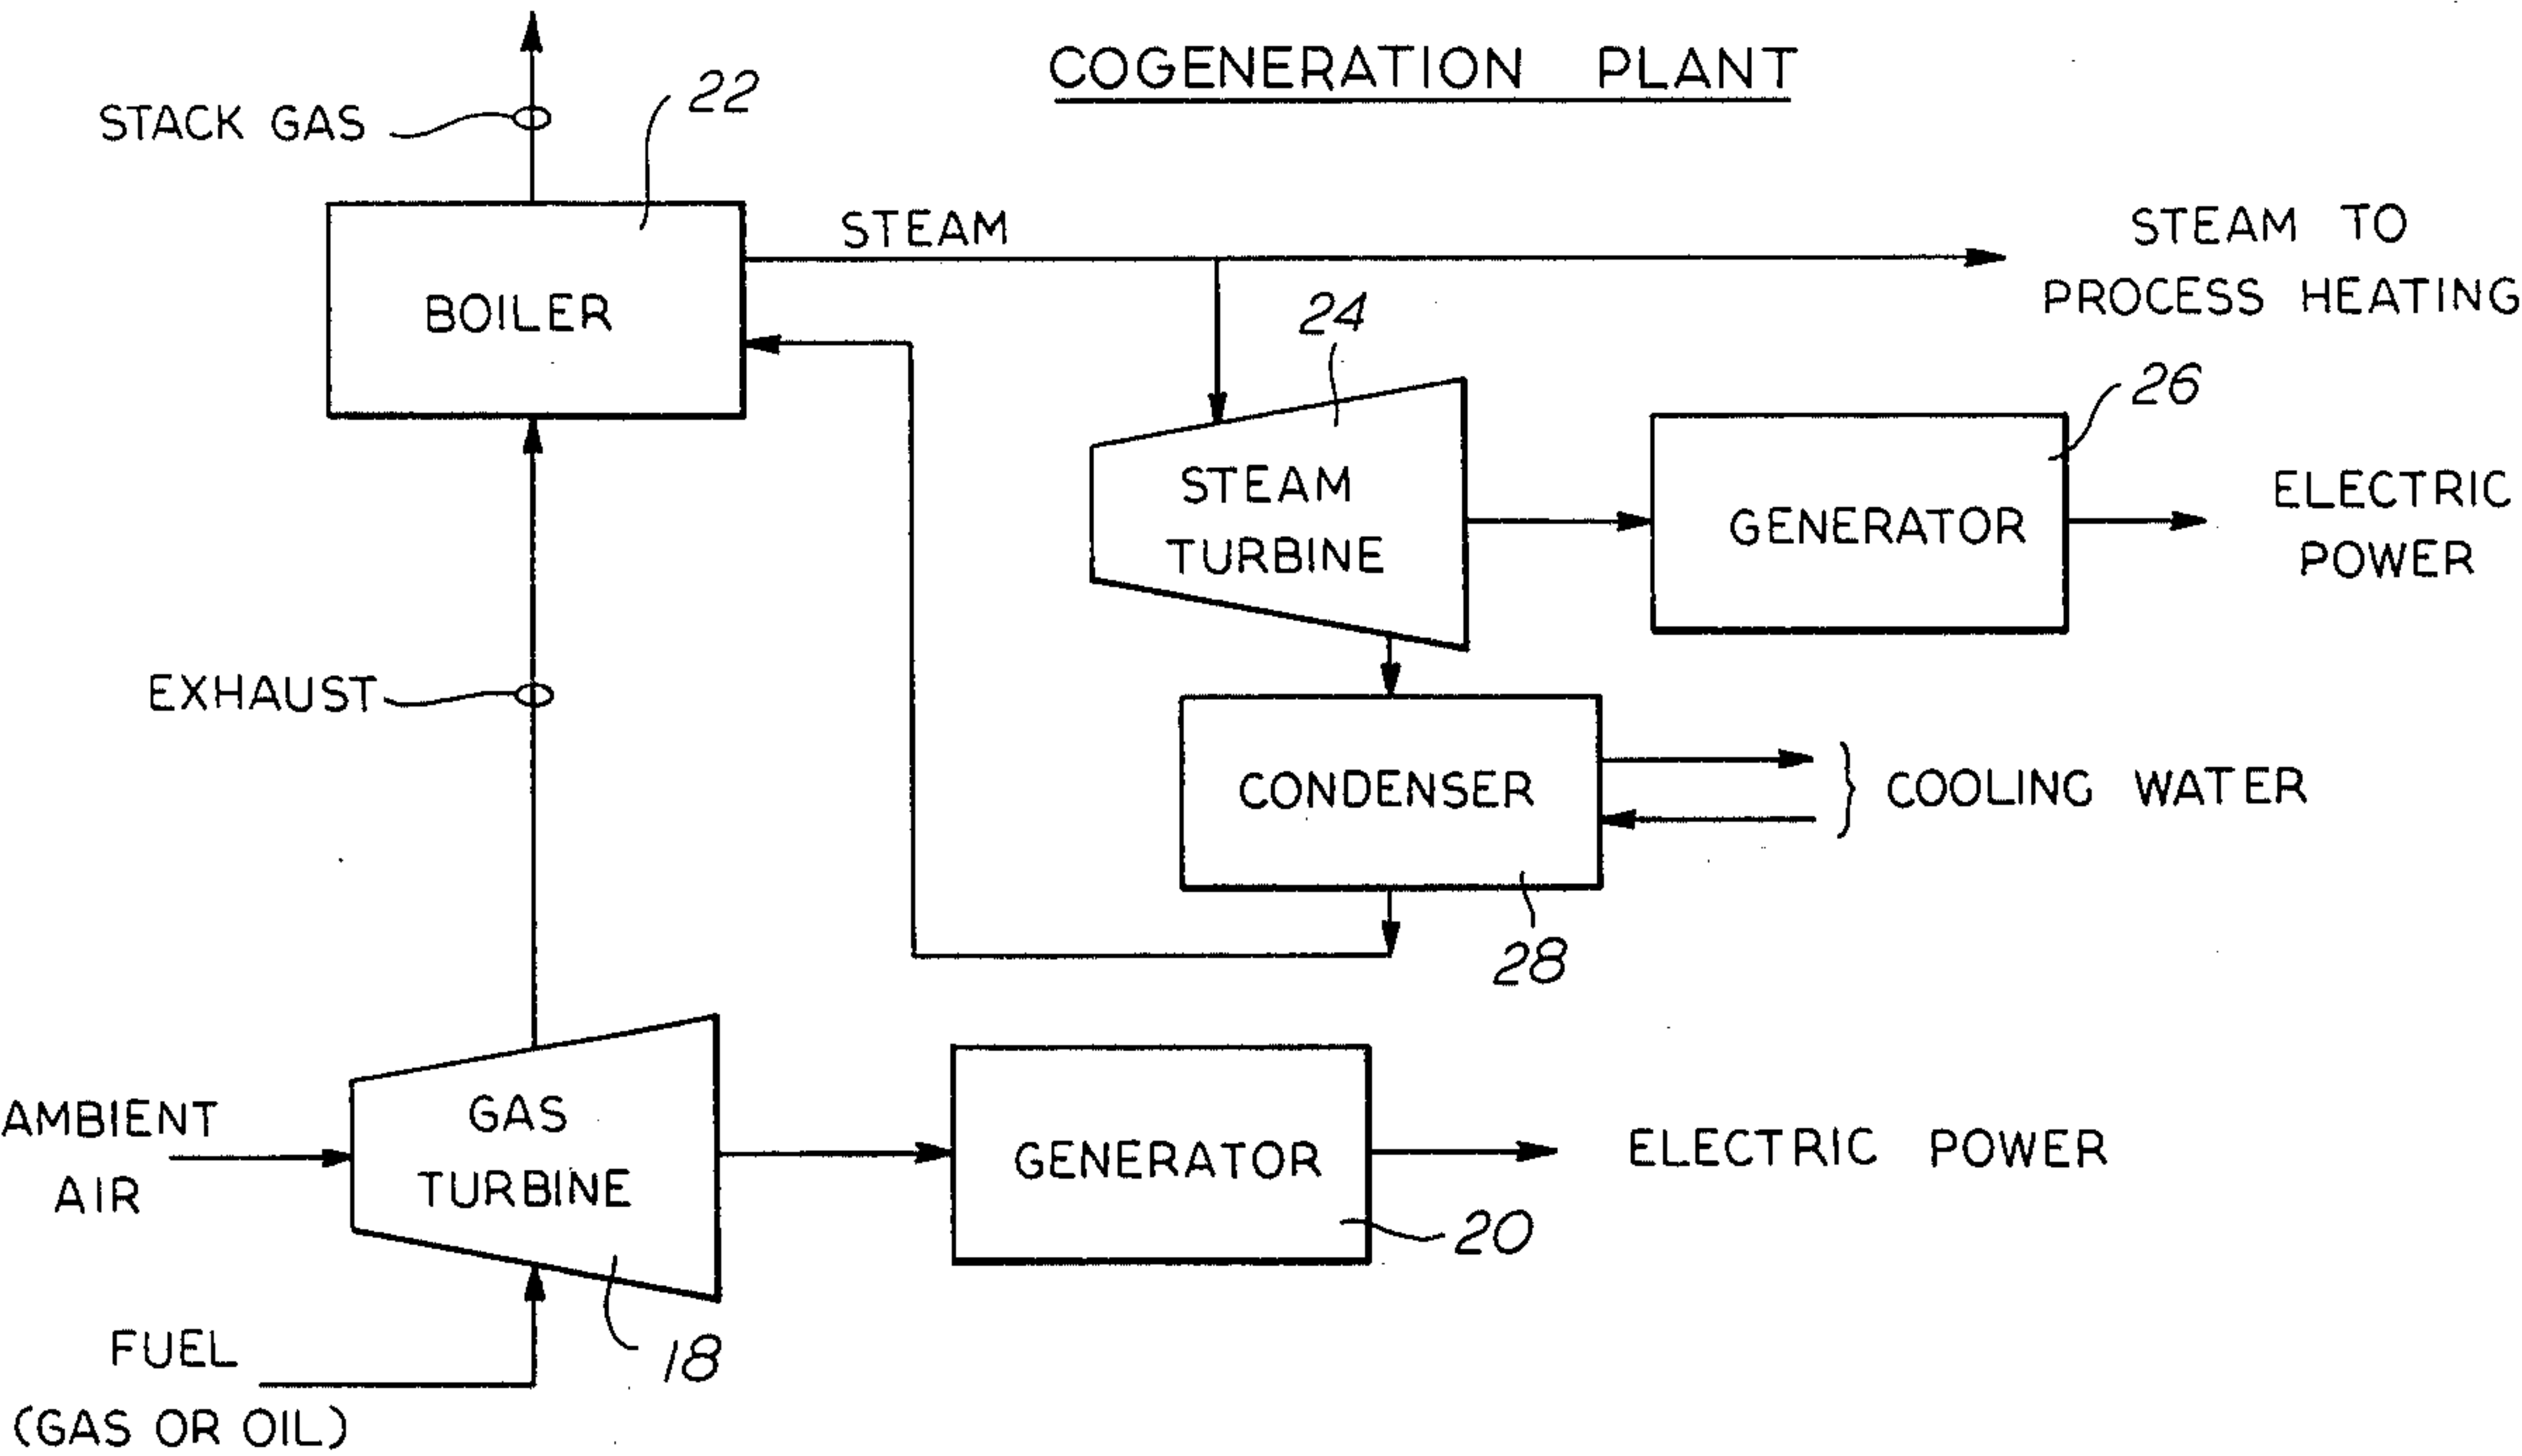 COGENERATION PLANT
STACK GAS
22
STEAM
STEAM TO
PROCESS HEATING
BOILER
24
26
STEAM
TURBINE
GENERATOR
ELECTRIC
POWER
EXHAUST
CONDENSER
COOLING WATER
28
AMBIENT
AIR
GAS
TURBINE
GENERATOR
ELECTRIC POWER
20
18
FUEL
(GAS OR OIL)